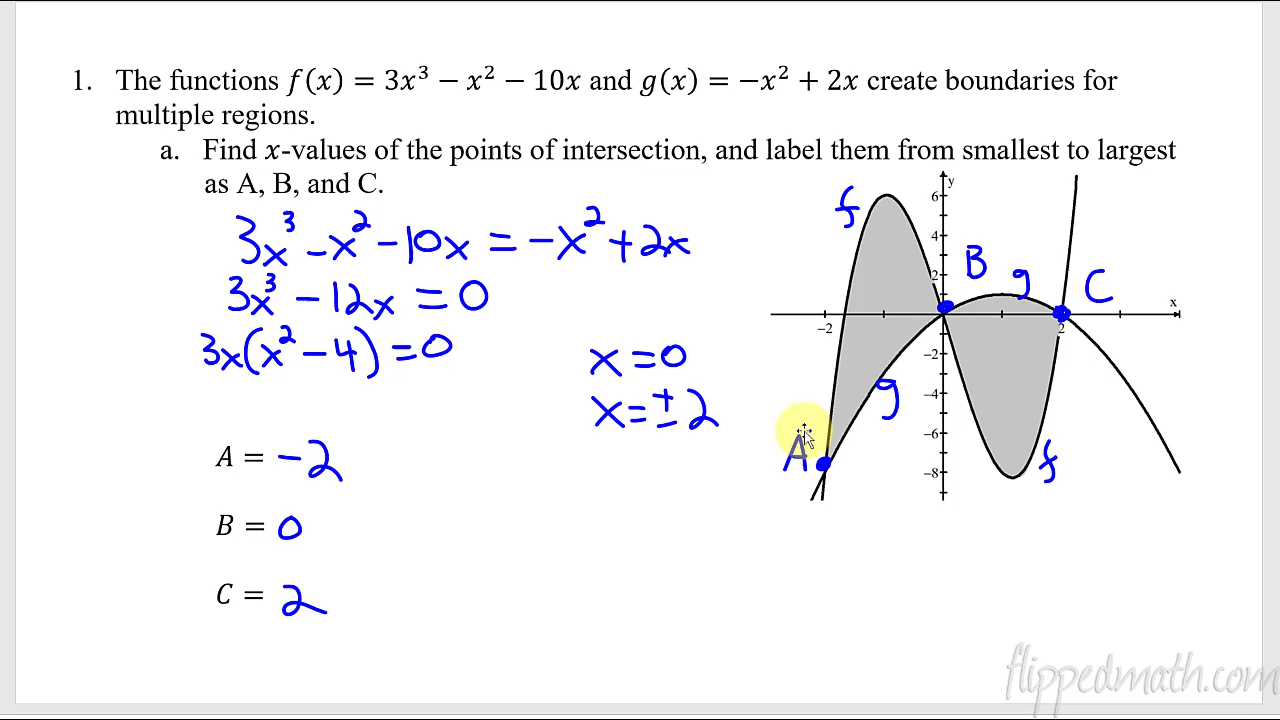 1. The functions f(x) = 3x³ − x² − 10x and g(x) = −x² + 2x create boundaries for
multiple regions.
a. Find x-values of the points of intersection, and label them from smallest to largest
as A, B, and C.
3x³ − x² − 10x = −x² + 2x
3x³ − 12x = 0
3x(x² − 4) = 0
x = 0
x = ± 2
A = −2
B = 0
C = 2
y
f
6
4
2
B
g
C
x
−2
2
−2
−4
g
−6
A
−8
f
flippedmath.com